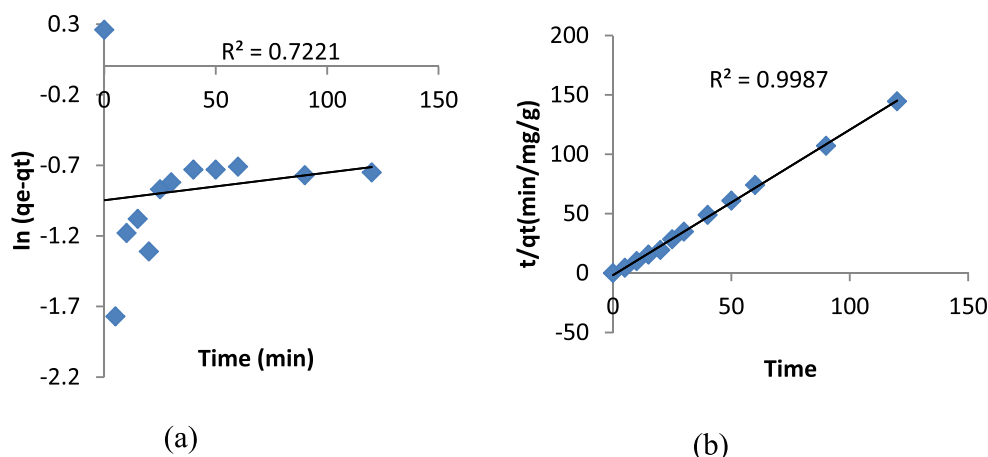 0.3
-0.2
-0.7
-1.2
-1.7
-2.2
ln (qe-qt)
R² = 0.7221
0 50 100 150
Time (min)
(a)
200
150
100
50
0
-50
t/qt(min/mg/g)
R² = 0.9987
0 50 100 150
Time
(b)